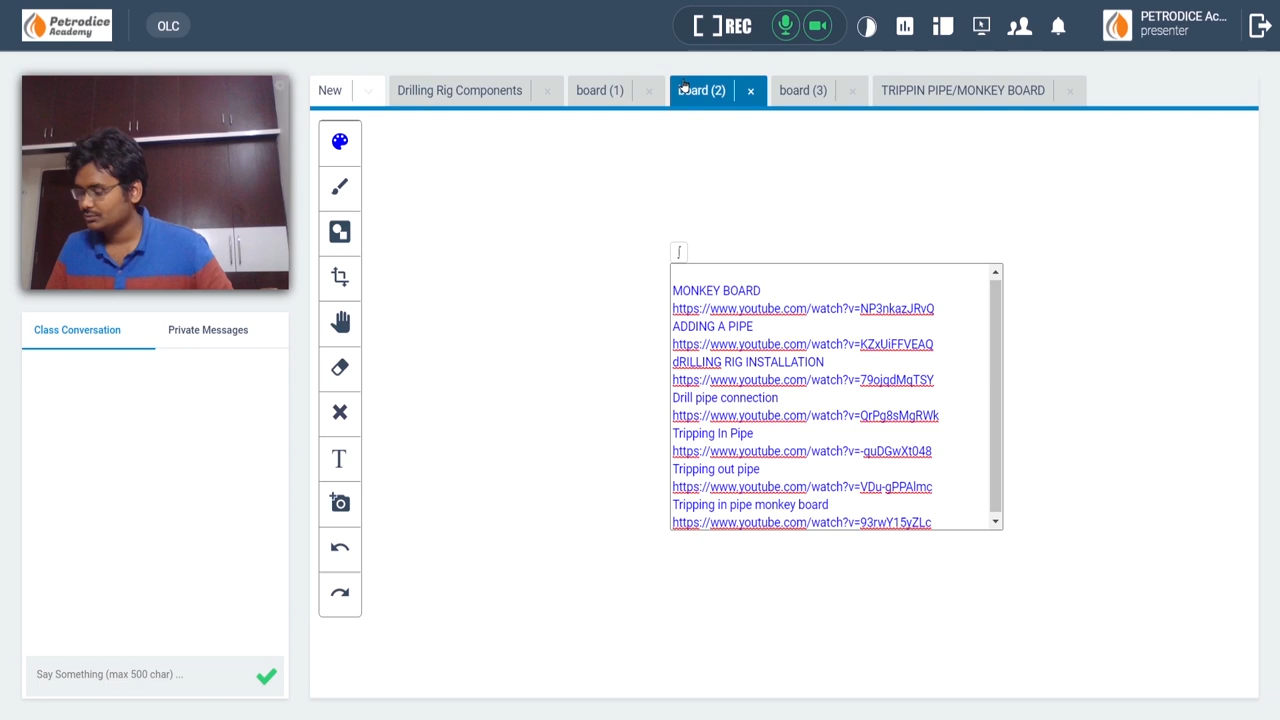 Petrodice
Academy
OLC
REC
PETRODICE Ac...
presenter
New
Drilling Rig Components
board (1)
board (2)
board (3)
TRIPPIN PIPE/MONKEY BOARD
MONKEY BOARD
https://www.youtube.com/watch?v=NP3nkazJRvQ
ADDING A PIPE
https://www.youtube.com/watch?v=KZxUiFFVEAQ
dRILLING RIG INSTALLATION
https://www.youtube.com/watch?v=79ojqdMqTSY
Drill pipe connection
https://www.youtube.com/watch?v=QrPg8sMgRWk
Tripping In Pipe
https://www.youtube.com/watch?v=-quDGwXt048
Tripping out pipe
https://www.youtube.com/watch?v=VDu-gPPAlmc
Tripping in pipe monkey board
https://www.youtube.com/watch?v=93rwY15yZLc
Class Conversation
Private Messages
Say Something (max 500 char) ...